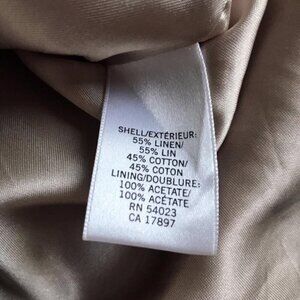 SHELL/EXTÉRIEUR:
55% LINEN/
55% LIN
45% COTTON/
45% COTON
LINING/DOUBLURE:
100% ACETATE/
100% ACÉTATE
RN 54023
CA 17897